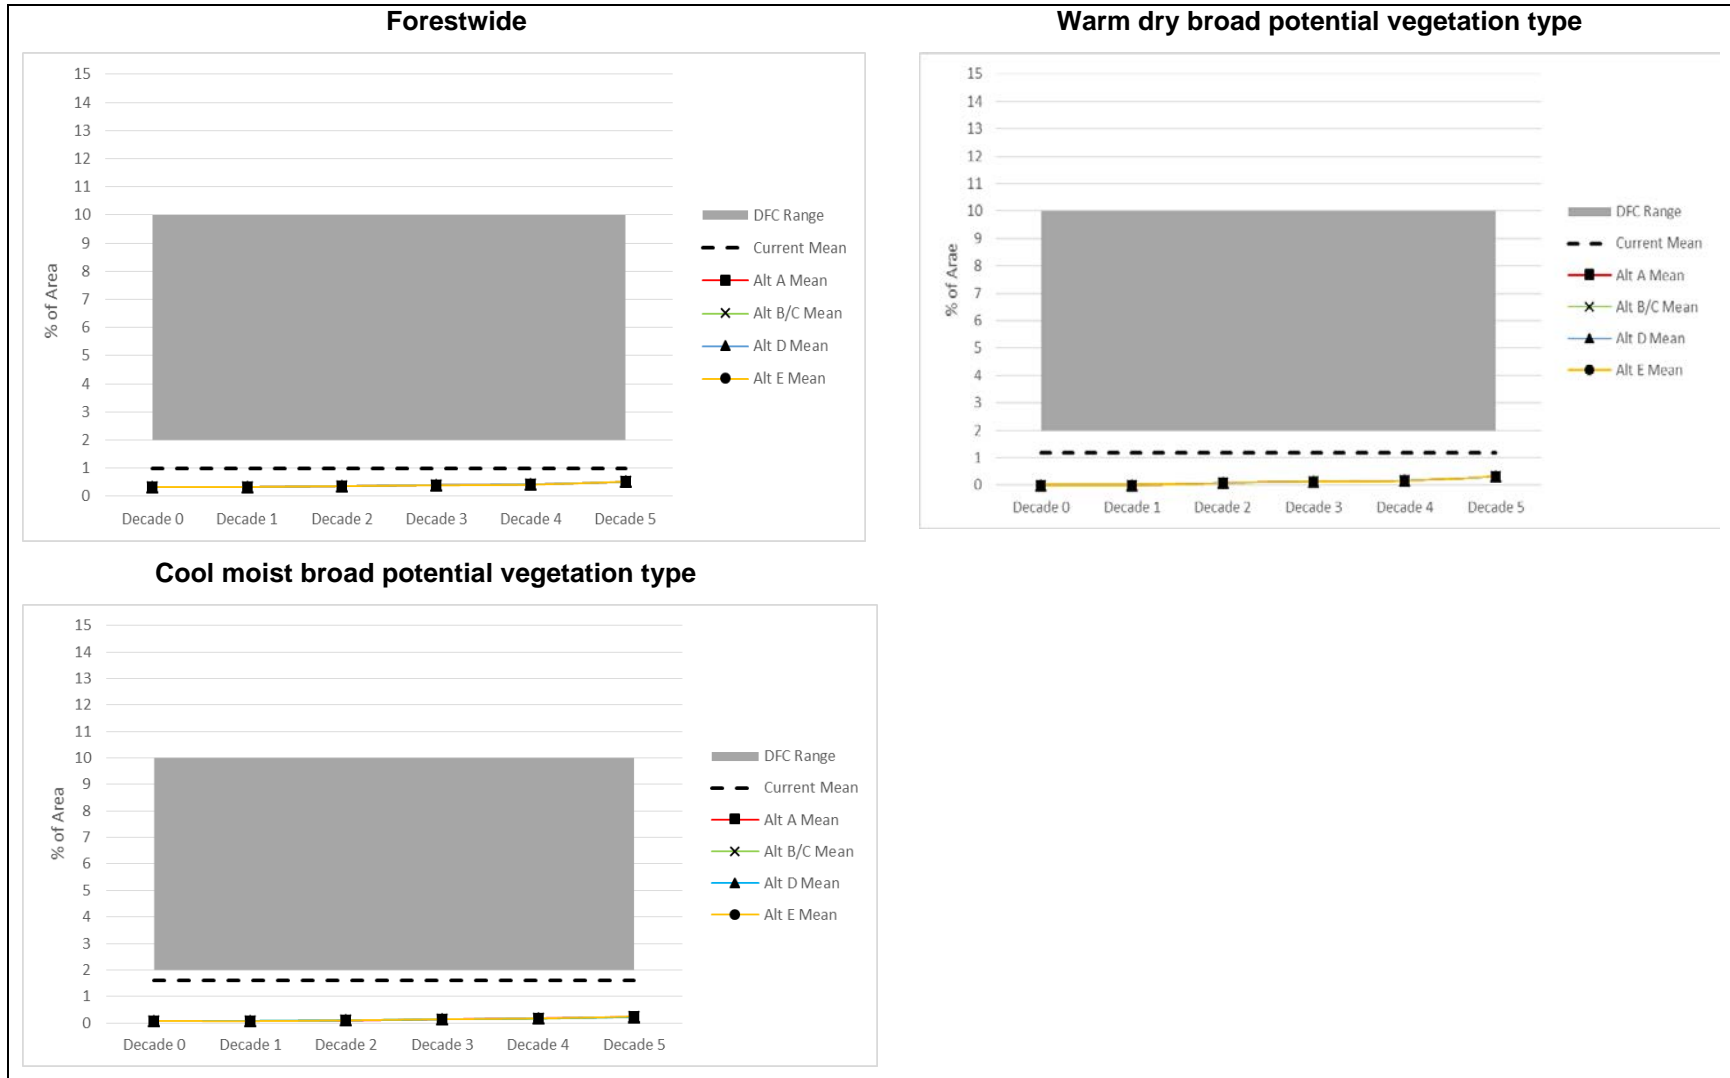 Forestwide
15
14
13
12
11
10
9
8
7
6
5
4
3
2
1
0
% of Area
Decade 0 Decade 1 Decade 2 Decade 3 Decade 4 Decade 5
DFC Range
Current Mean
Alt A Mean
Alt B/C Mean
Alt D Mean
Alt E Mean
Warm dry broad potential vegetation type
15
14
13
12
11
10
9
8
7
6
5
4
3
2
1
0
% of Arae
Decade 0 Decade 1 Decade 2 Decade 3 Decade 4 Decade 5
DFC Range
Current Mean
Alt A Mean
Alt B/C Mean
Alt D Mean
Alt E Mean
Cool moist broad potential vegetation type
15
14
13
12
11
10
9
8
7
6
5
4
3
2
1
0
% of Area
Decade 0 Decade 1 Decade 2 Decade 3 Decade 4 Decade 5
DFC Range
Current Mean
Alt A Mean
Alt B/C Mean
Alt D Mean
Alt E Mean